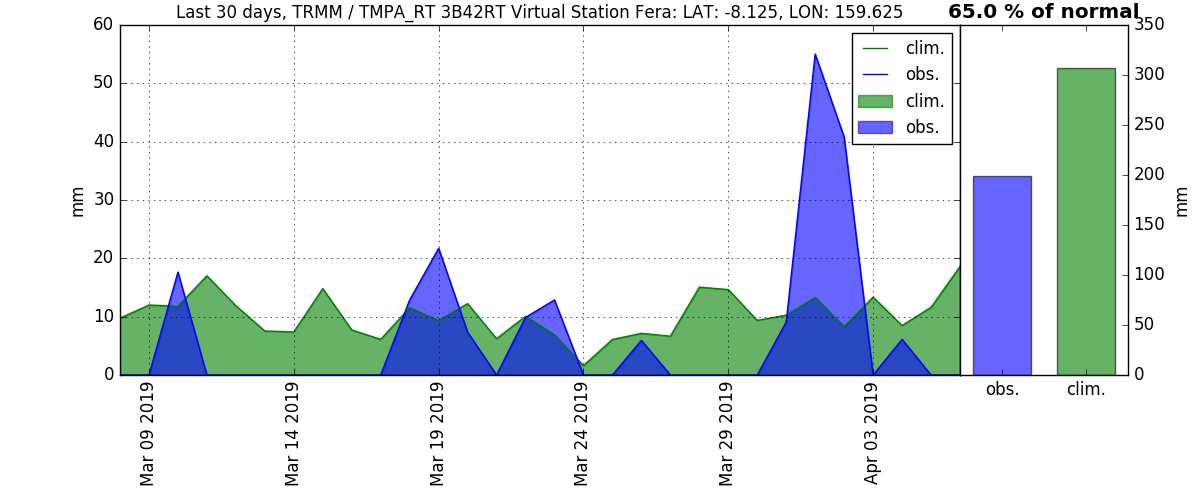 Last 30 days, TRMM / TMPA_RT 3B42RT Virtual Station Fera: LAT: -8.125, LON: 159.625
65.0 % of normal
60
50
40
30
20
10
0
mm
clim.
obs.
clim.
obs.
Mar 09 2019
Mar 14 2019
Mar 19 2019
Mar 24 2019
Mar 29 2019
Apr 03 2019
350
300
250
200
150
100
50
0
mm
obs.
clim.